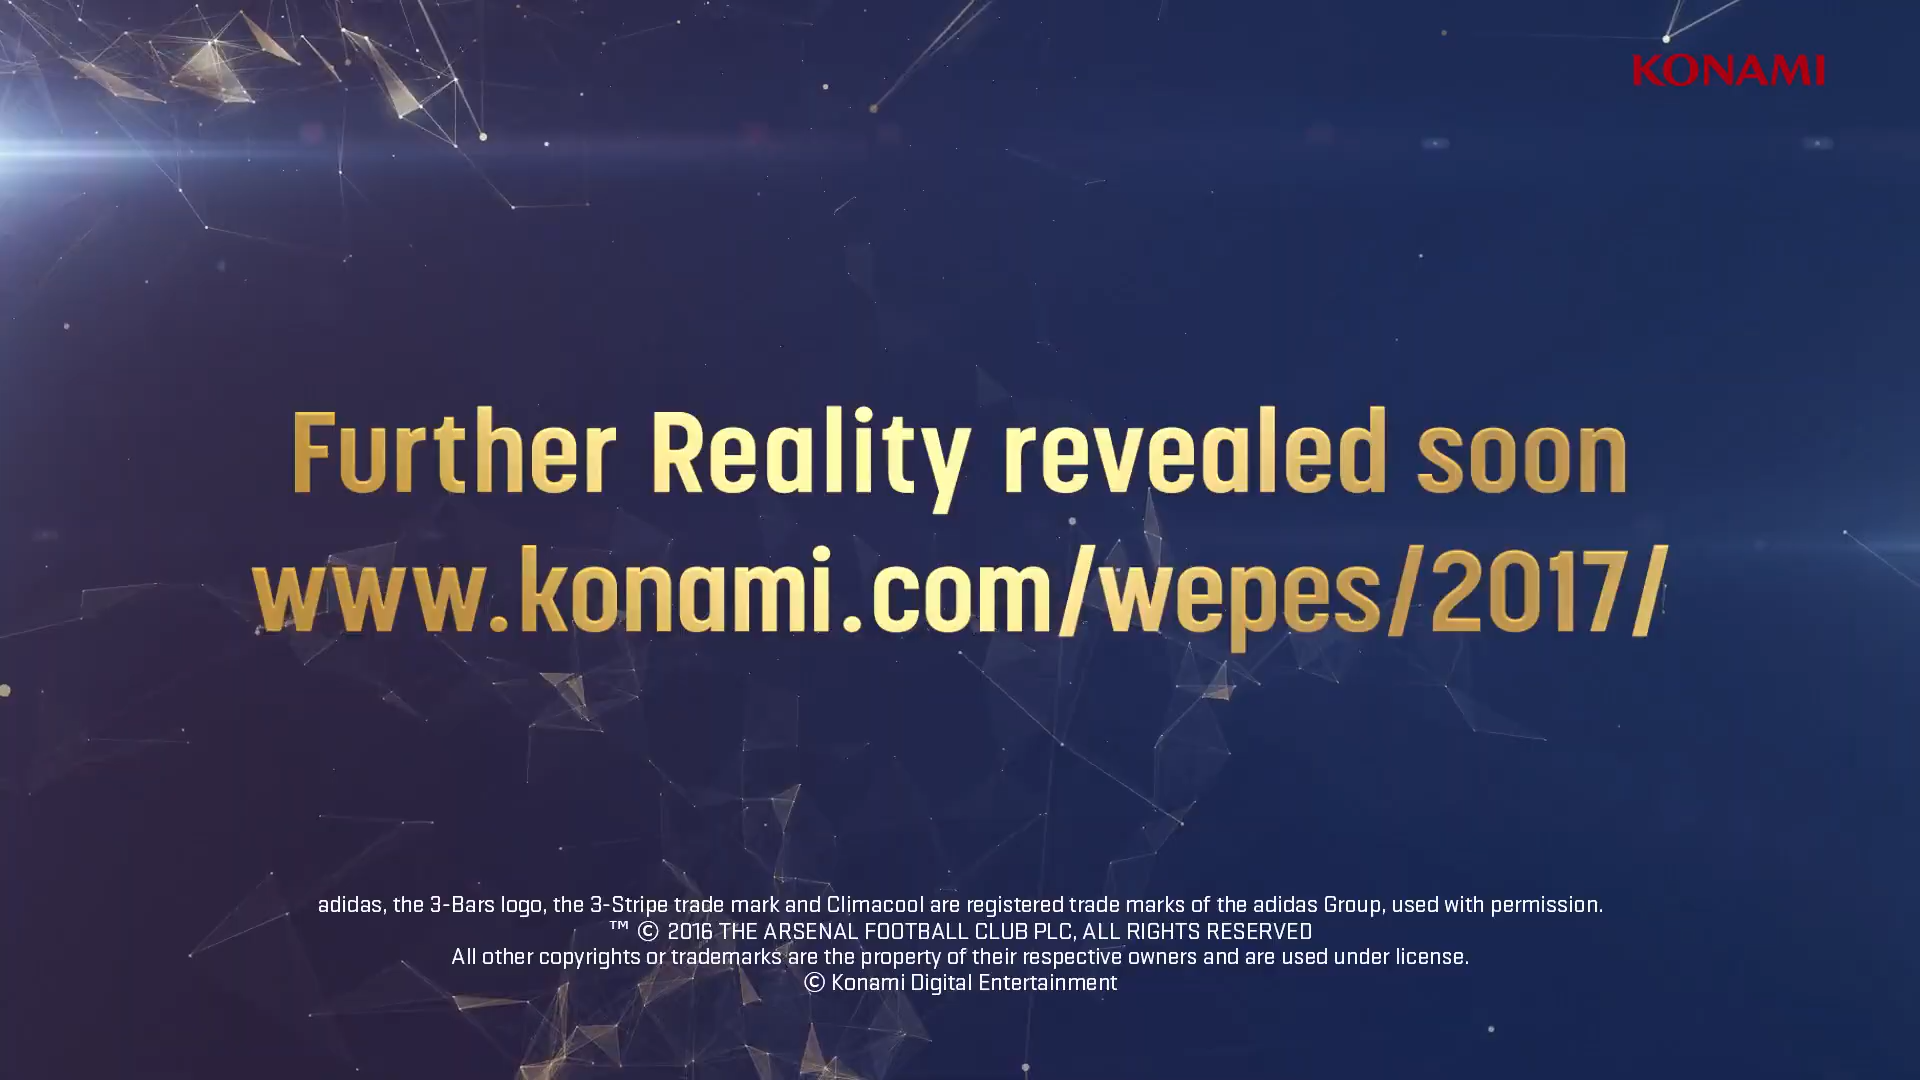 KONAMI
Further Reality revealed soon
www.konami.com/wepes/2017/
adidas, the 3-Bars logo, the 3-Stripe trade mark and Climacool are registered trade marks of the adidas Group, used with permission.
™ © 2016 THE ARSENAL FOOTBALL CLUB PLC, ALL RIGHTS RESERVED
All other copyrights or trademarks are the property of their respective owners and are used under license.
© Konami Digital Entertainment